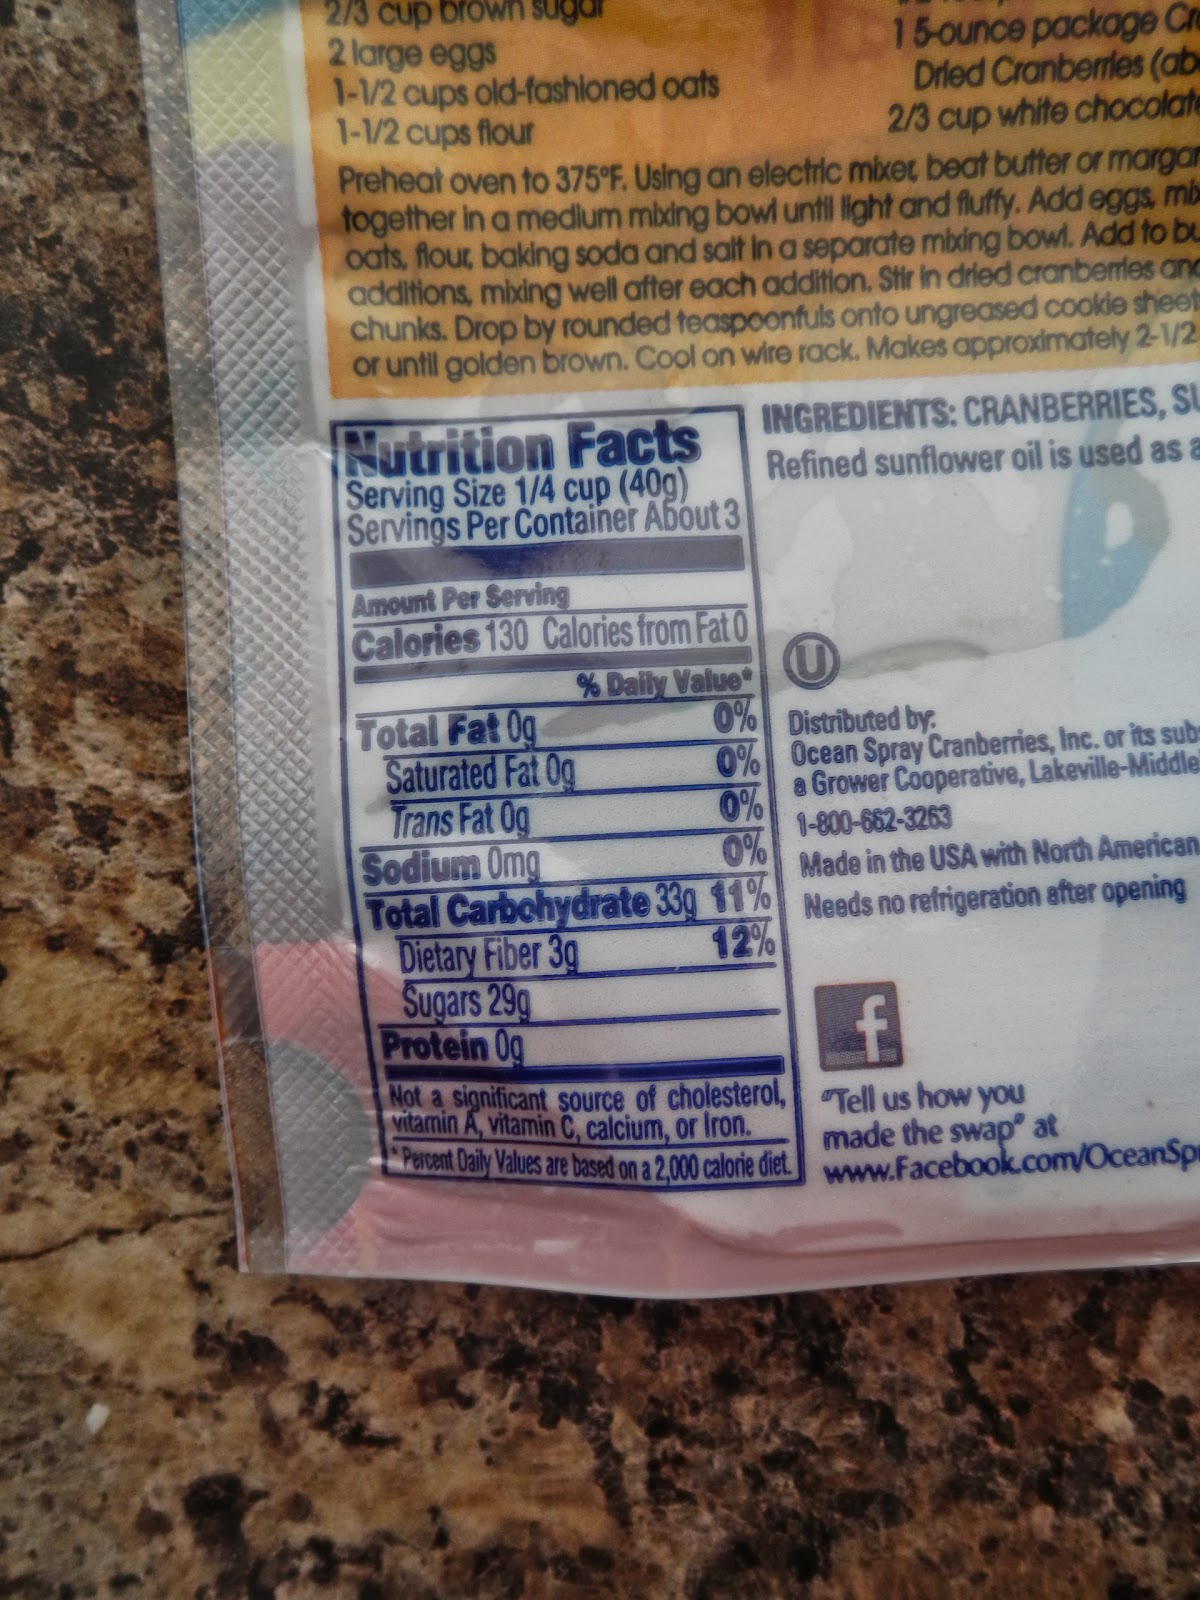 2/3 cup brown sugar
2 large eggs
1-1/2 cups old-fashioned oats
1-1/2 cups flour
1 5-ounce package
Dried Cranberries
2/3 cup white
Preheat oven to 375°F. Using an electric mixer, beat butter or
together in a medium mixing bowl until light and fluffy. Add eggs,
oats, flour, baking soda and salt in a separate mixing bowl. Add to
additions, mixing well after each addition. Stir in dried cranberries
chunks. Drop by rounded teaspoonfuls onto ungreased cookie
or until golden brown. Cool on wire rack. Makes approximately 2-1/2
Nutrition Facts
Serving Size 1/4 cup (40g)
Servings Per Container About 3
Amount Per Serving
Calories 130 Calories from Fat 0
% Daily Value*
Total Fat 0g 0%
Saturated Fat 0g 0%
Trans Fat 0g 0%
Sodium 0mg 0%
Total Carbohydrate 33g 11%
Dietary Fiber 3g 12%
Sugars 29g
Protein 0g
Not a significant source of cholesterol,
vitamin A, vitamin C, calcium, or Iron.
*Percent Daily Values are based on a 2,000 calorie diet.
INGREDIENTS: CRANBERRIES,
Refined sunflower oil is used as
U
Distributed by:
Ocean Spray Cranberries, Inc. or its
a Grower Cooperative,
1-800-662-3263
Made in the USA with North American
Needs no refrigeration after opening
f
"Tell us how you
made the swap" at
www.Facebook.com/OceanSp